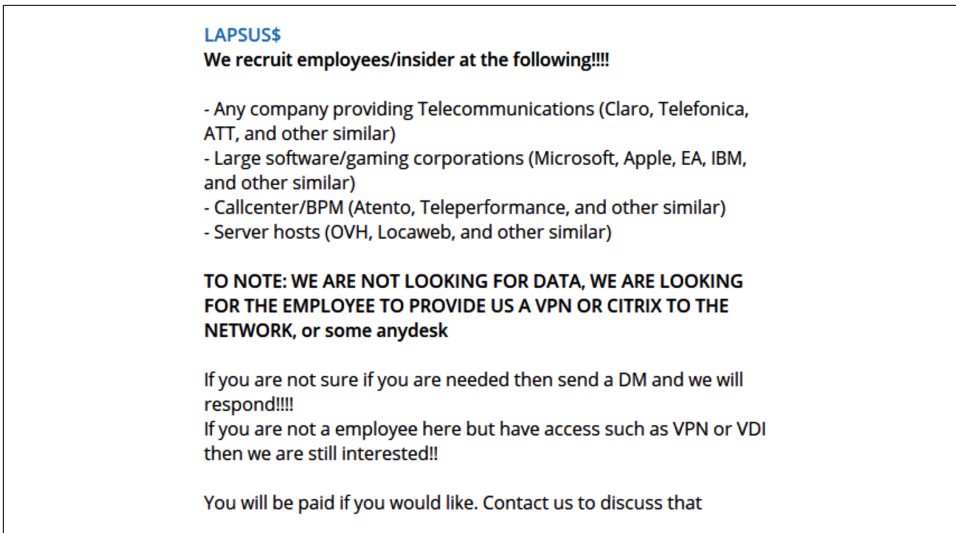 LAPSUS$
We recruit employees/insider at the following!!!!
- Any company providing Telecommunications (Claro, Telefonica,
ATT, and other similar)
- Large software/gaming corporations (Microsoft, Apple, EA, IBM,
and other similar)
- Callcenter/BPM (Atento, Teleperformance, and other similar)
- Server hosts (OVH, Locaweb, and other similar)
TO NOTE: WE ARE NOT LOOKING FOR DATA, WE ARE LOOKING
FOR THE EMPLOYEE TO PROVIDE US A VPN OR CITRIX TO THE
NETWORK, or some anydesk
If you are not sure if you are needed then send a DM and we will
respond!!!!
If you are not a employee here but have access such as VPN or VDI
then we are still interested!!
You will be paid if you would like. Contact us to discuss that